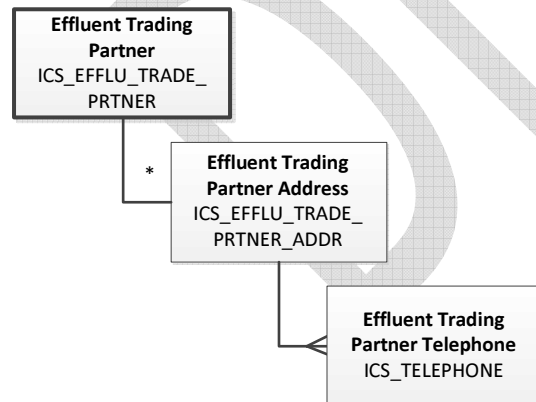 Effluent Trading
Partner
ICS_EFFLU_TRADE_
PRTNER
*
Effluent Trading
Partner Address
ICS_EFFLU_TRADE_
PRTNER_ADDR
Effluent Trading
Partner Telephone
ICS_TELEPHONE